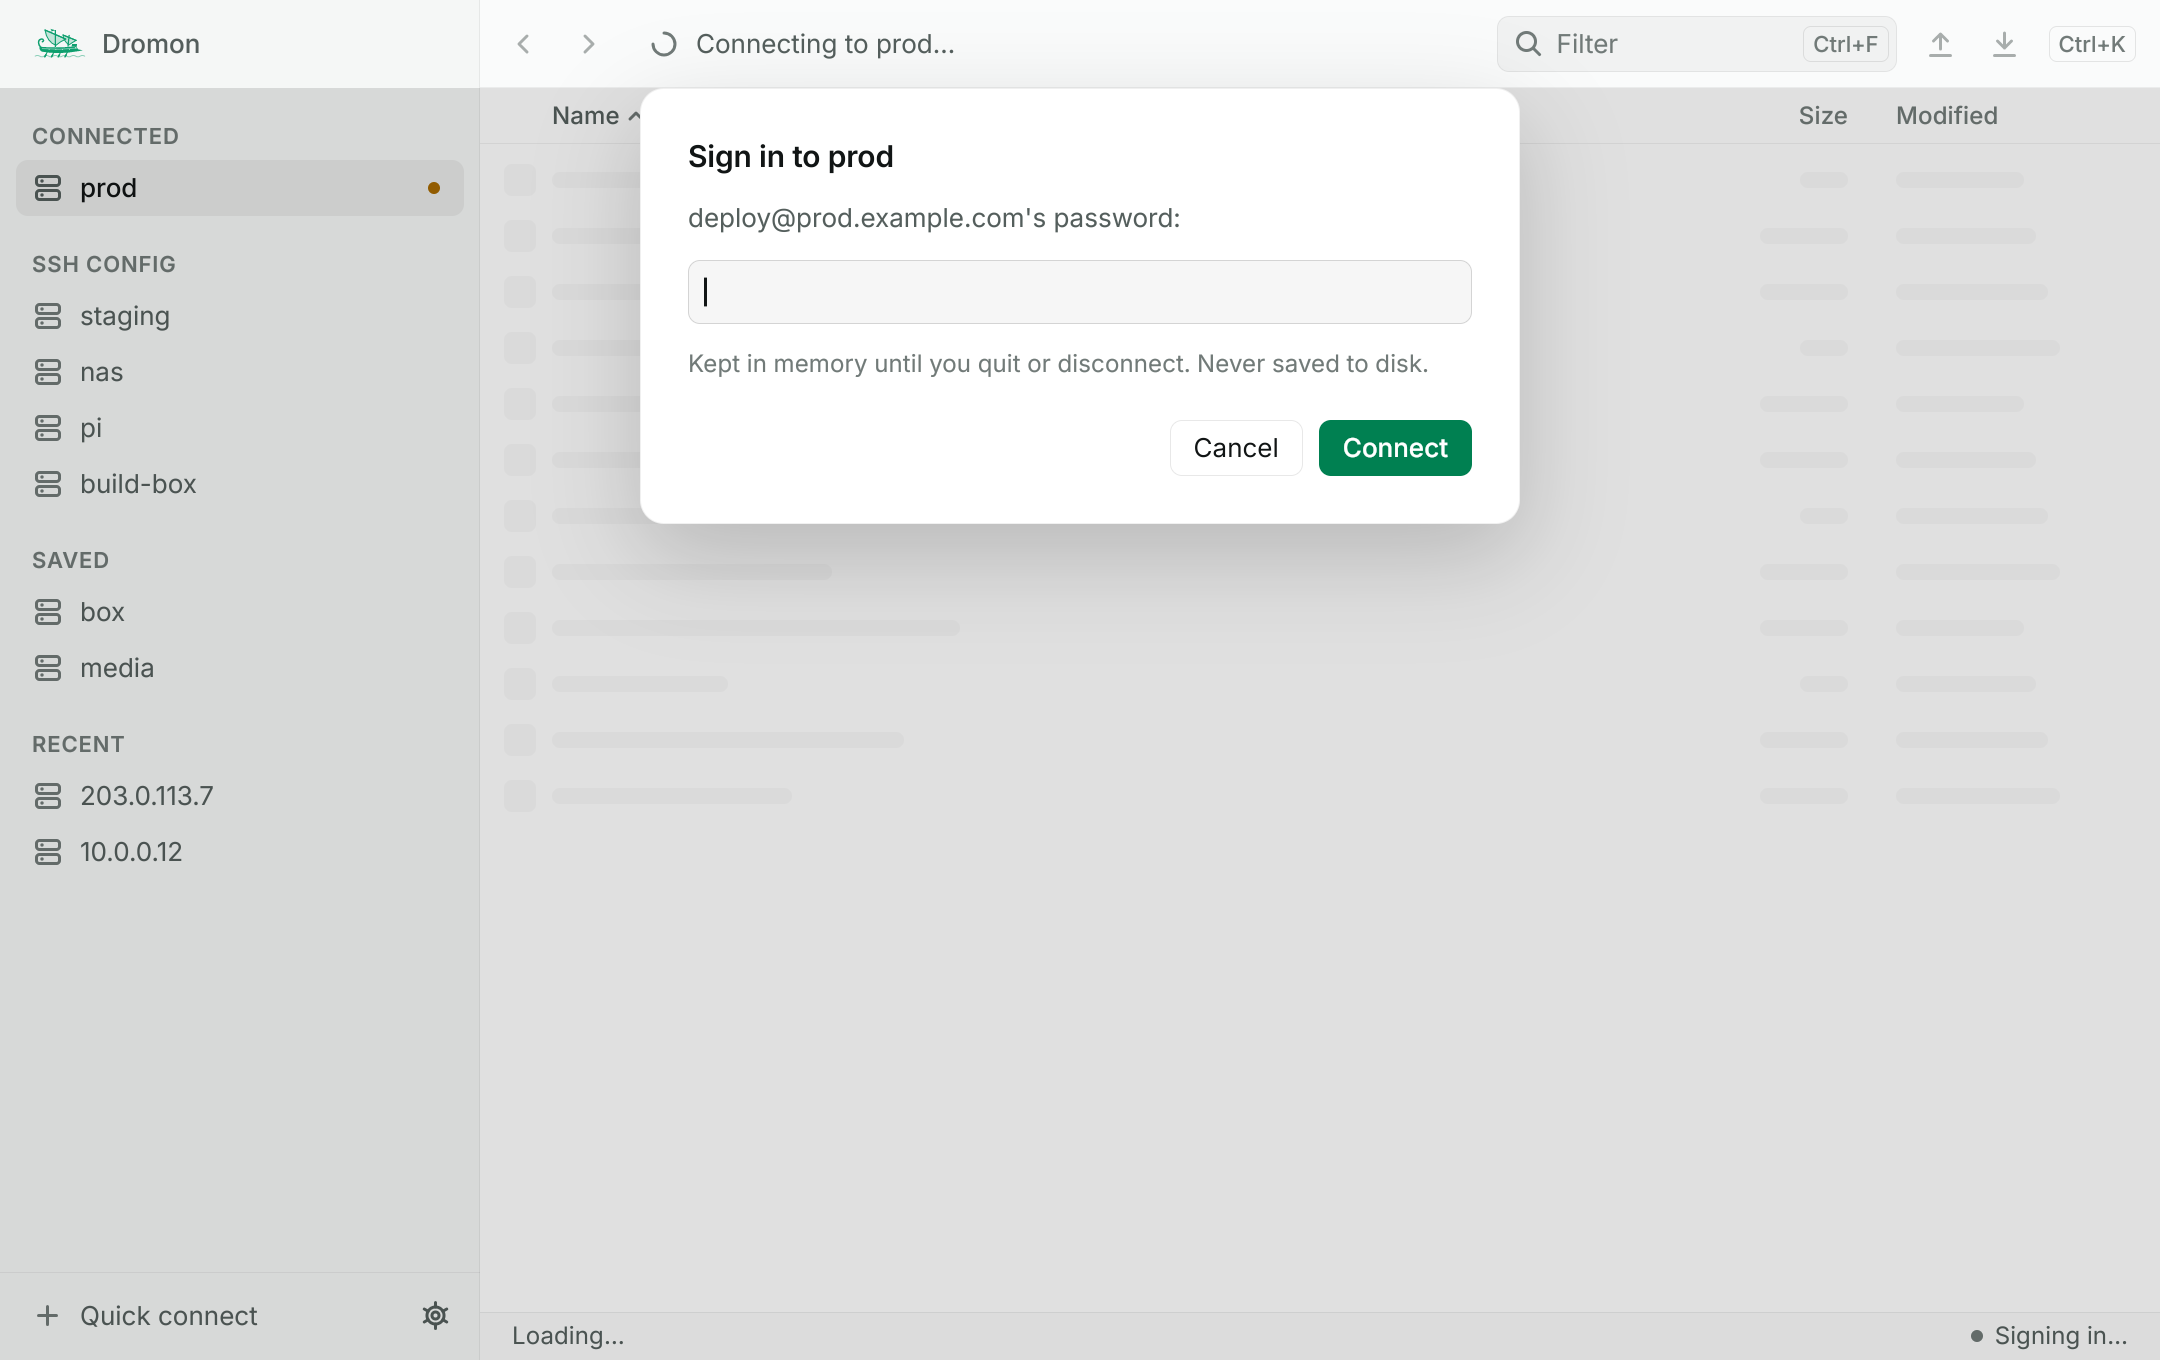 Dromon
Connecting to prod...
Filter
Ctrl+F
Ctrl+K
CONNECTED
prod
SSH CONFIG
staging
nas
pi
build-box
SAVED
box
media
RECENT
203.0.113.7
10.0.0.12
Quick connect
Name
Size
Modified
Sign in to prod
deploy@prod.example.com's password:
Kept in memory until you quit or disconnect. Never saved to disk.
Cancel
Connect
Loading...
Signing in...